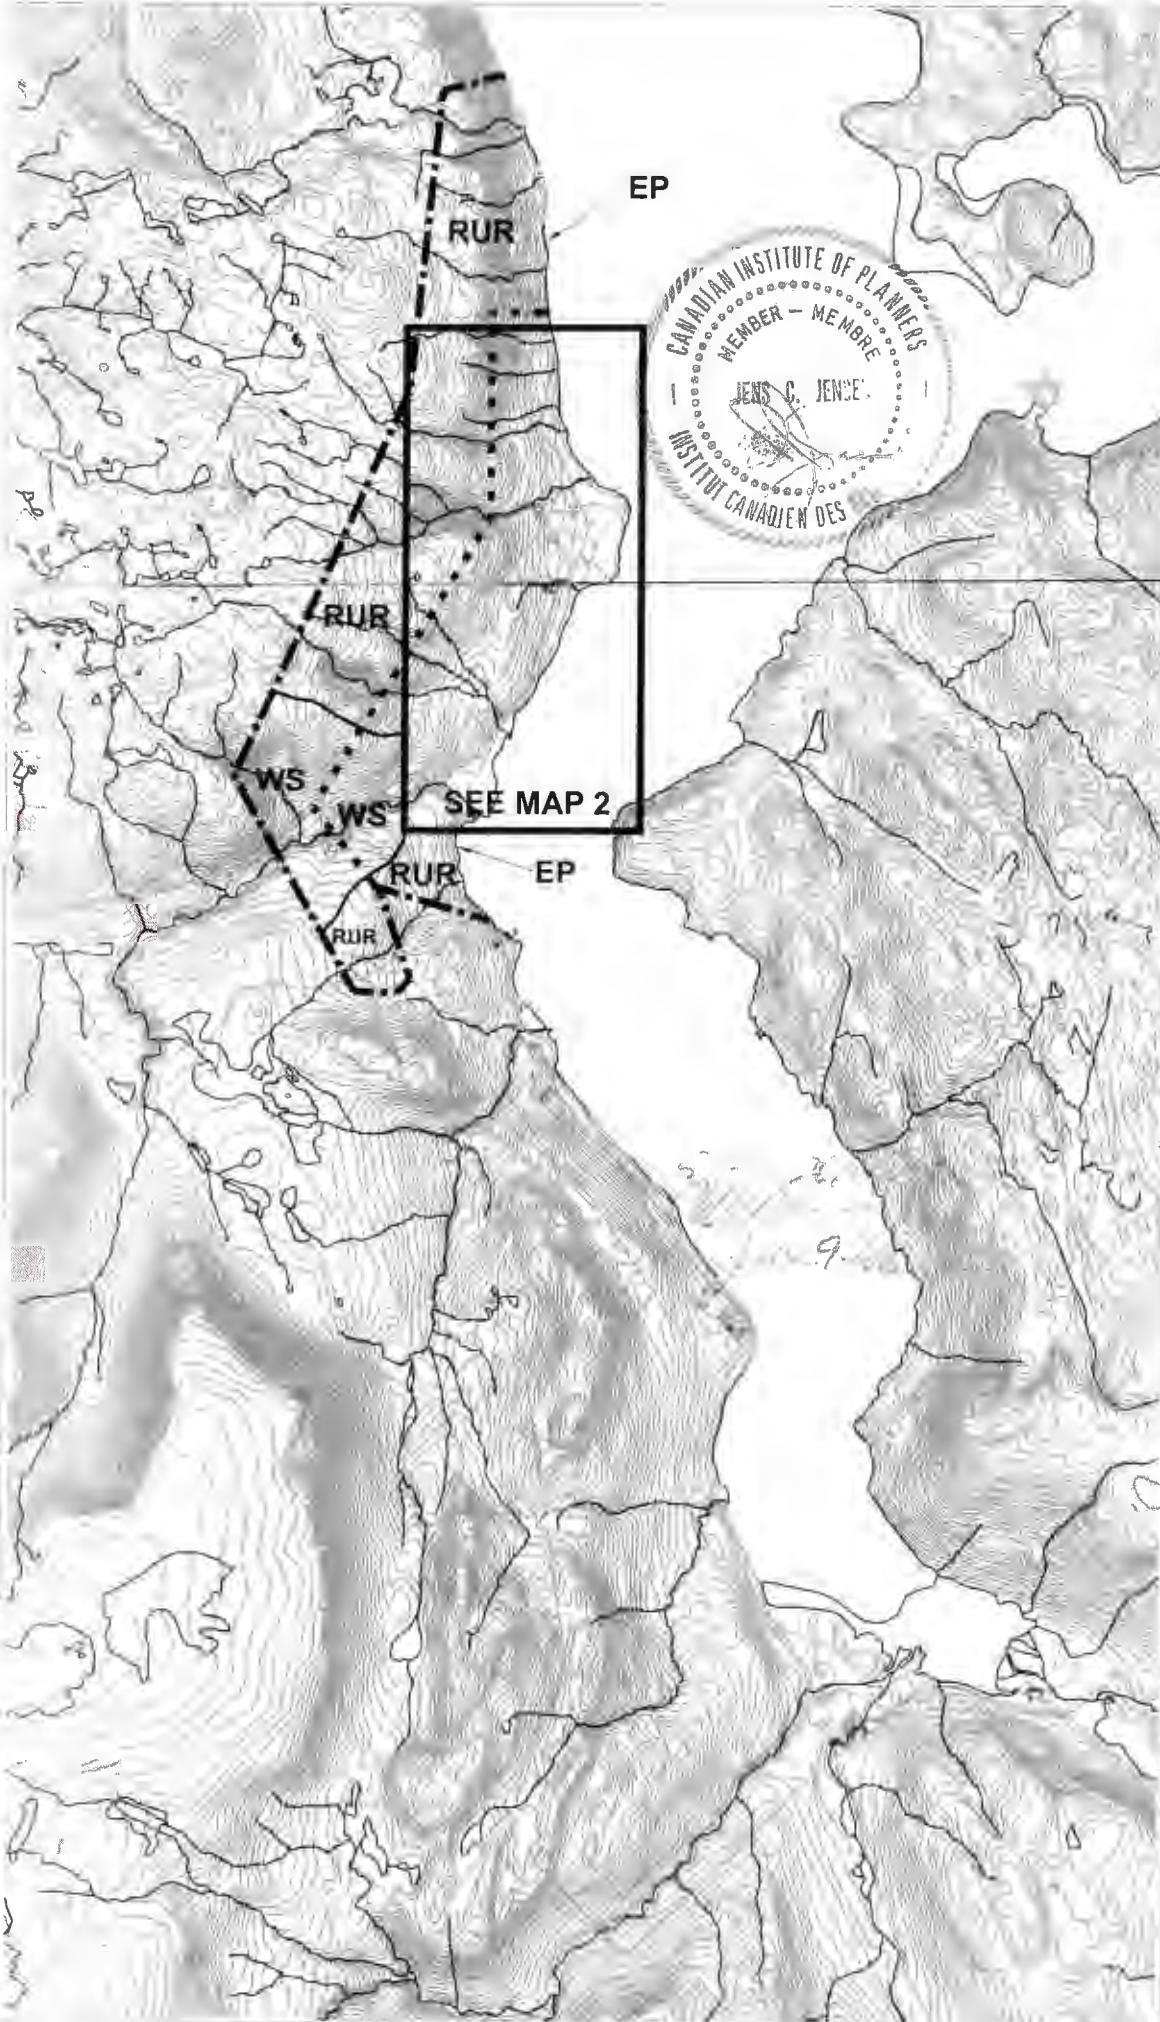 EP
RUR
CANADIAN INSTITUTE OF PLANNERS
MEMBER - MEMBRE
JENS C.
INSTITUT CANADIEN DES
RUR
WS
WS
SEE MAP 2
RUR
EP
RUR
9.